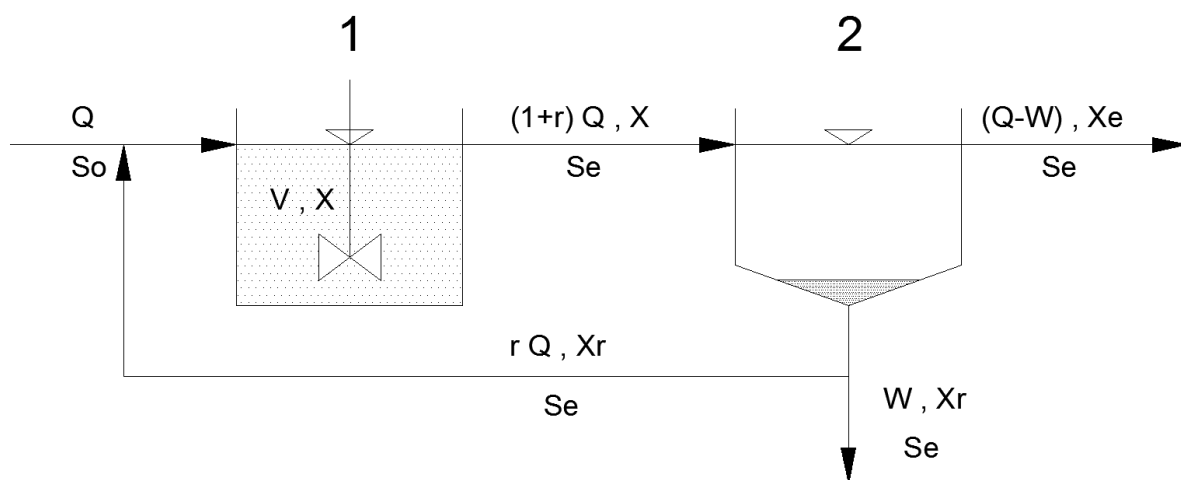 1
2
Q
(1+r) Q , X
(Q-W) , Xe
So
Se
Se
V , X
r Q , Xr
Se
W , Xr
Se